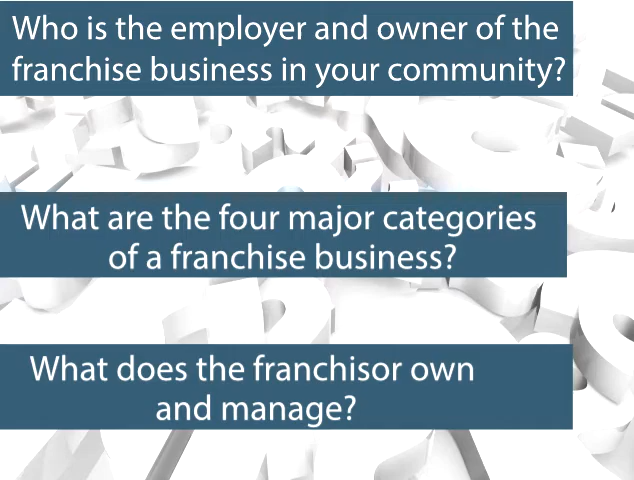 Who is the employer and owner of the
franchise business in your community?
What are the four major categories
of a franchise business?
What does the franchisor own
and manage?